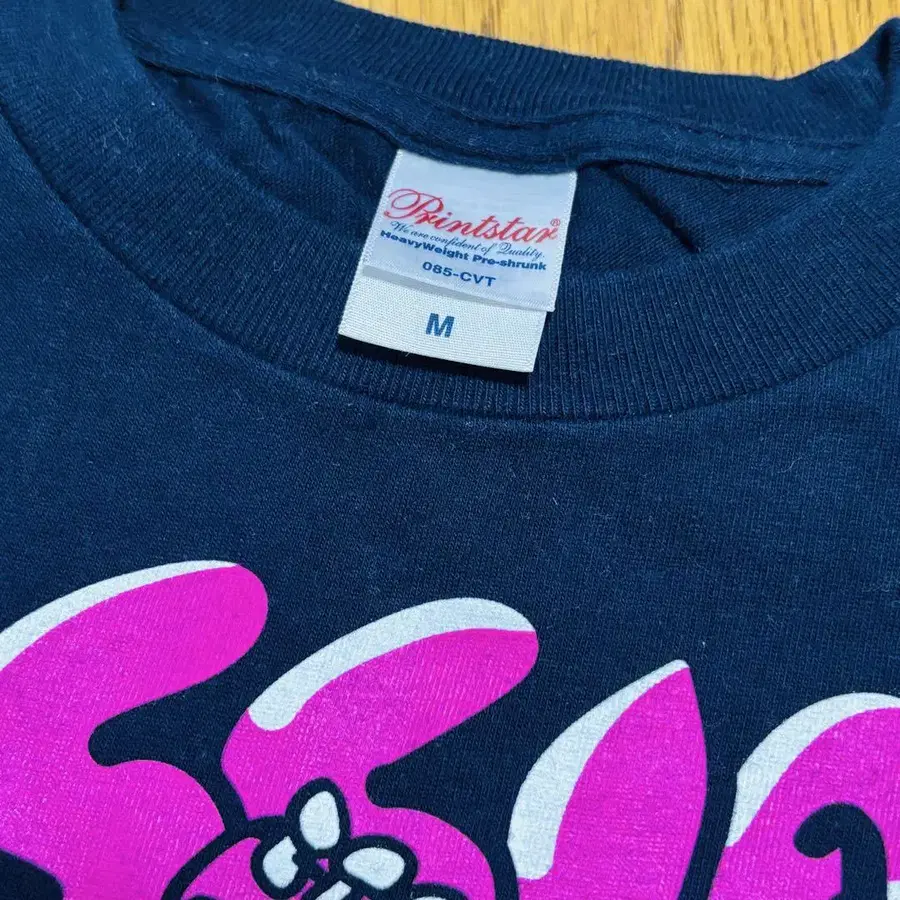 Printstar®
We are confident of Quality.
HeavyWeight Pre-shrunk
085-CVT
M